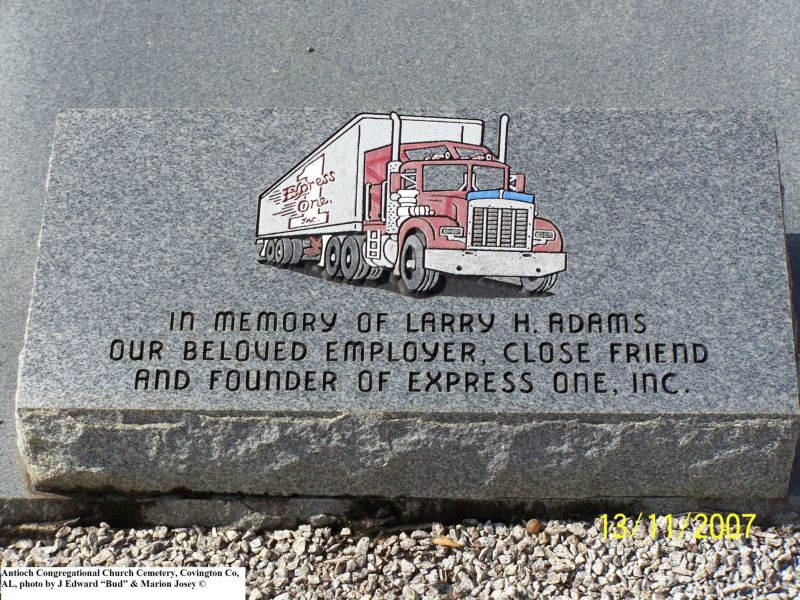 Express
One.
INC.
IN MEMORY OF LARRY H. ADAMS
OUR BELOVED EMPLOYER, CLOSE FRIEND
AND FOUNDER OF EXPRESS ONE, INC.
13/11/2007
Antioch Congregational Church Cemetery, Covington Co,
AL, photo by J Edward “Bud” & Marion Josey ©